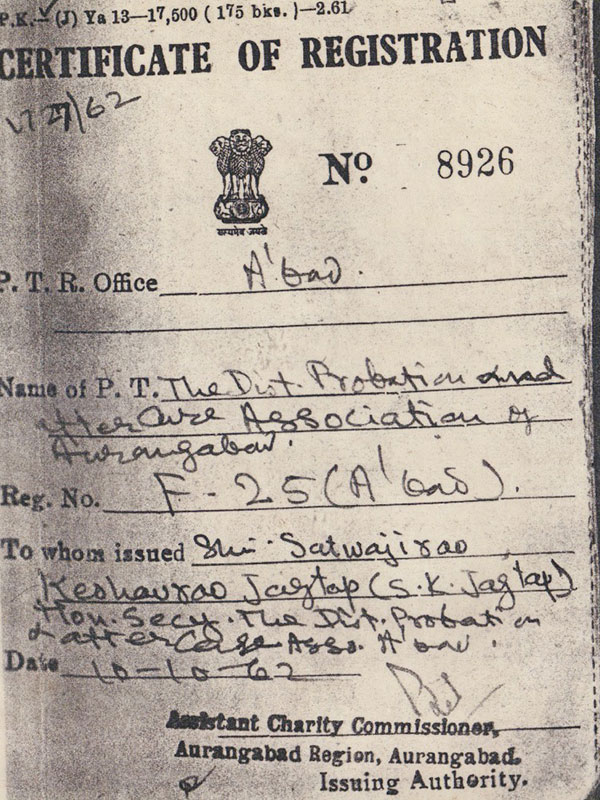 P.K.—(J) Ya 13—17,500 (175 bks.)—2.61
CERTIFICATE OF REGISTRATION
27/62
No. 8926
सत्यमेव जयते
P. T. R. Office A'bad.
Name of P. T. The Dist. Probation and
After Care Association of
Aurangabad.
Reg. No. F-25 (A'bad).
To whom issued Shri. Satwajirao
Keshavrao Jagtap (S.K. Jagtap)
Hon. Secy. The Dist. Probation
& after Care Asso. A'bad.
Date 10-10-62
Assistant Charity Commissioner,
Aurangabad Region, Aurangabad.
Issuing Authority.